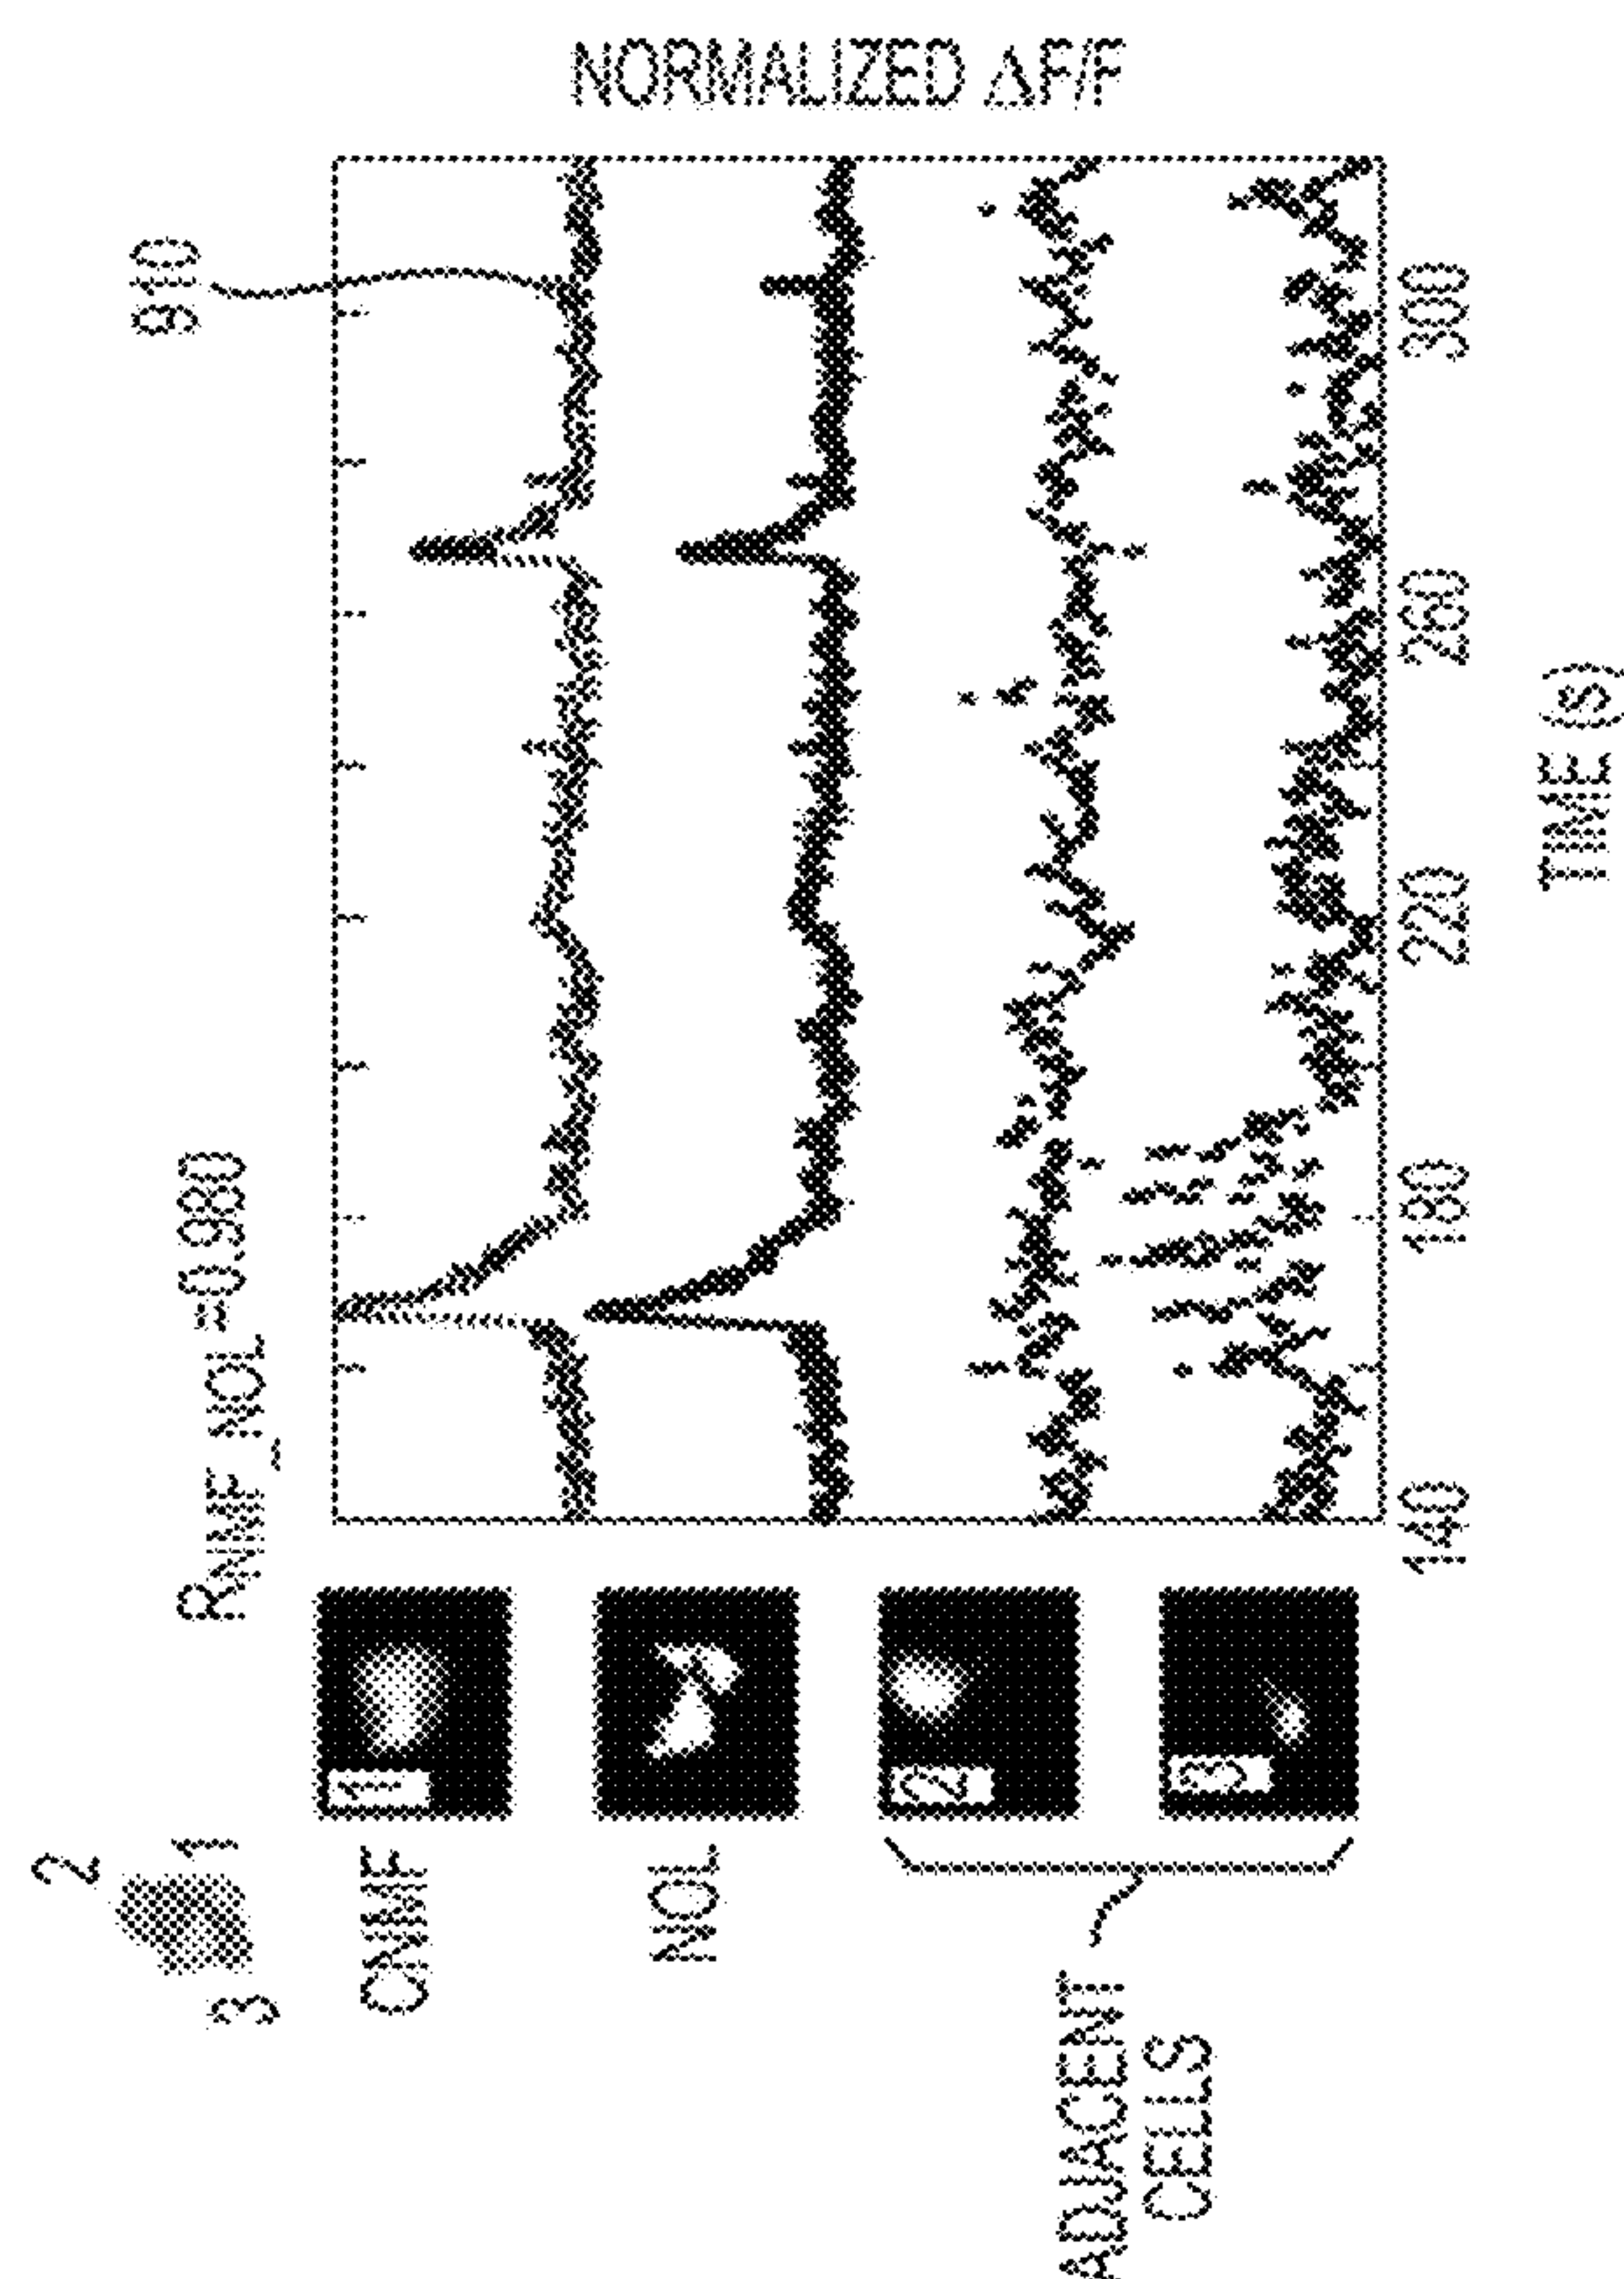 2
1
3
R_NMF_NOL=0.980
910
CNMF
1
NOL
ADJACENT
CELLS
2
3
140
180
220
260
300
TIME (s)
NORMALIZED ΔF/F